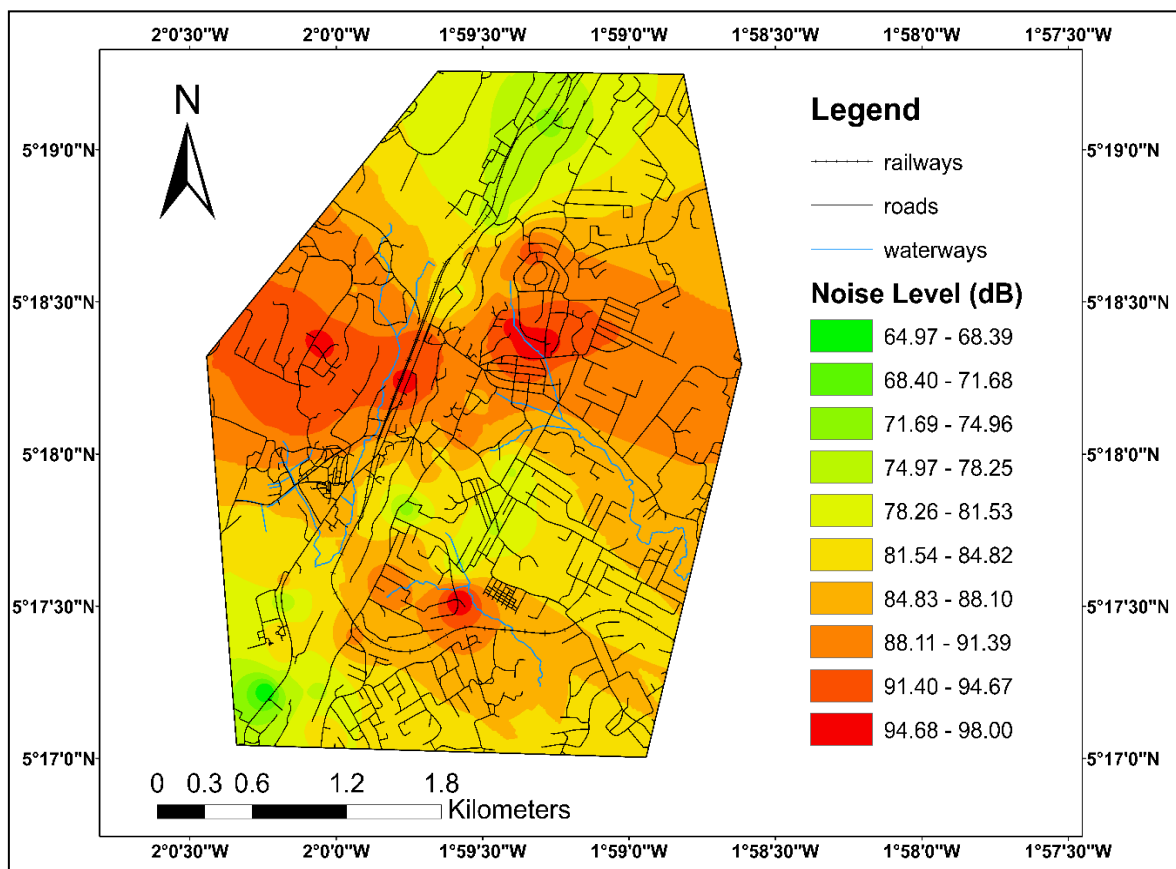 2°0'30"W 2°0'0"W 1°59'30"W 1°59'0"W 1°58'30"W 1°58'0"W 1°57'30"W
N
5°19'0"N
5°18'30"N
5°18'0"N
5°17'30"N
5°17'0"N
Legend
railways
roads
waterways
Noise Level (dB)
64.97 - 68.39
68.40 - 71.68
71.69 - 74.96
74.97 - 78.25
78.26 - 81.53
81.54 - 84.82
84.83 - 88.10
88.11 - 91.39
91.40 - 94.67
94.68 - 98.00
5°19'0"N
5°18'30"N
5°18'0"N
5°17'30"N
5°17'0"N
0 0.3 0.6 1.2 1.8
Kilometers
2°0'30"W 2°0'0"W 1°59'30"W 1°59'0"W 1°58'30"W 1°58'0"W 1°57'30"W